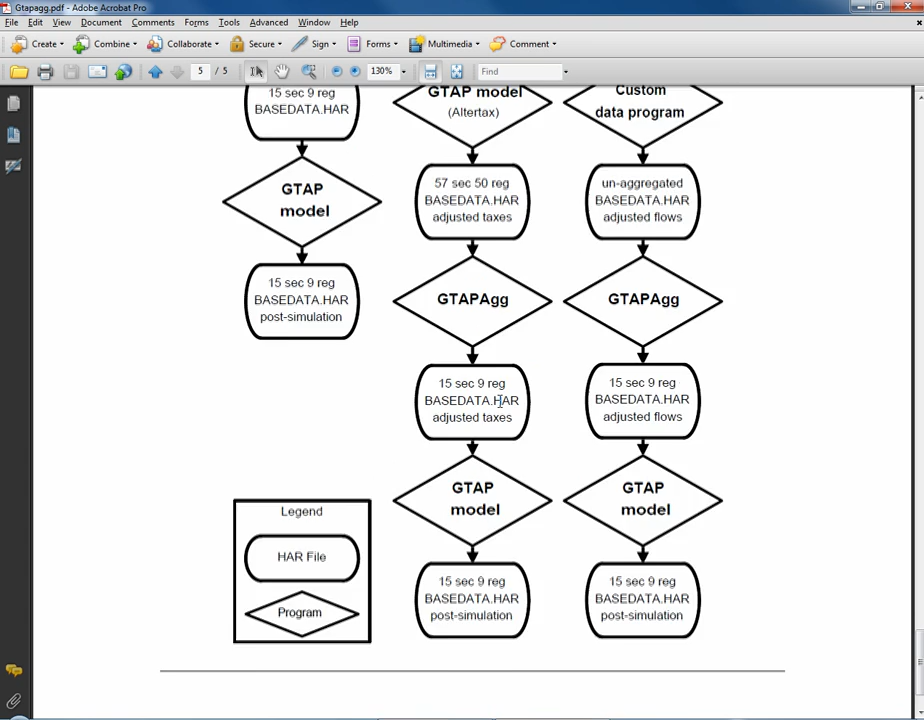 Gtapagg.pdf - Adobe Acrobat Pro
File Edit View Document Comments Forms Tools Advanced Window Help
Create Combine Collaborate Secure Sign Forms Multimedia Comment
5 / 5 130% Find
15 sec 9 reg
BASEDATA.HAR
GTAP
model
15 sec 9 reg
BASEDATA.HAR
post-simulation
GTAP model
(Altertax)
57 sec 50 reg
BASEDATA.HAR
adjusted taxes
GTAPAgg
15 sec 9 reg
BASEDATA.HAR
adjusted taxes
GTAP
model
15 sec 9 reg
BASEDATA.HAR
post-simulation
Custom
data program
un-aggregated
BASEDATA.HAR
adjusted flows
GTAPAgg
15 sec 9 reg
BASEDATA.HAR
adjusted flows
GTAP
model
15 sec 9 reg
BASEDATA.HAR
post-simulation
Legend
HAR File
Program